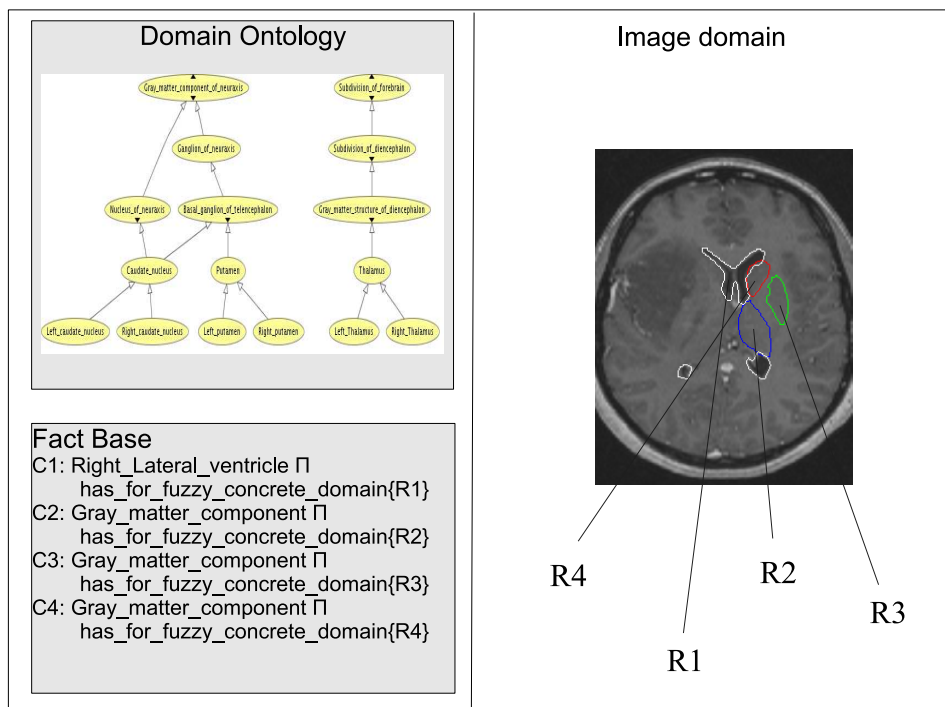 Domain Ontology
Gray_matter_component_of_neuraxis
Subdivision_of_forebrain
Ganglion_of_neuraxis
Subdivision_of_diencephalon
Nucleus_of_neuraxis
Basal_ganglion_of_telencephalon
Gray_matter_structure_of_diencephalon
Caudate_nucleus
Putamen
Thalamus
Left_caudate_nucleus
Right_caudate_nucleus
Left_putamen
Right_putamen
Left_Thalamus
Right_Thalamus
Fact Base
C1: Right_Lateral_ventricle Π
has_for_fuzzy_concrete_domain{R1}
C2: Gray_matter_component Π
has_for_fuzzy_concrete_domain{R2}
C3: Gray_matter_component Π
has_for_fuzzy_concrete_domain{R3}
C4: Gray_matter_component Π
has_for_fuzzy_concrete_domain{R4}
Image domain
R4
R2
R3
R1